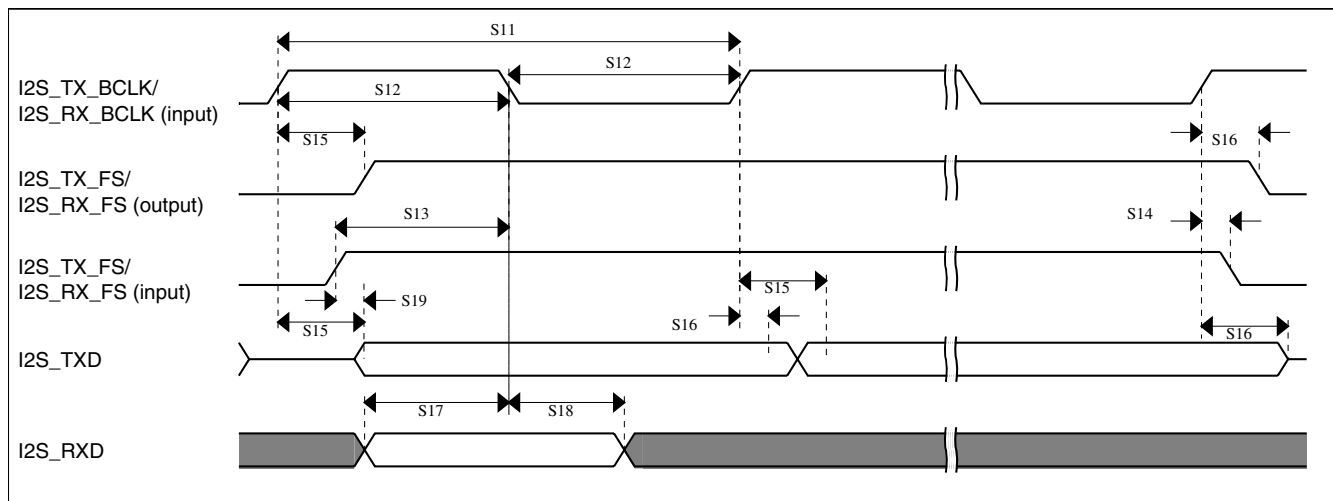 S11
S12
I2S_TX_BCLK/
I2S_RX_BCLK (input)
S12
S15
S16
I2S_TX_FS/
I2S_RX_FS (output)
S13
S14
I2S_TX_FS/
I2S_RX_FS (input)
S19
S15
S15
S16
S16
I2S_TXD
S17
S18
I2S_RXD